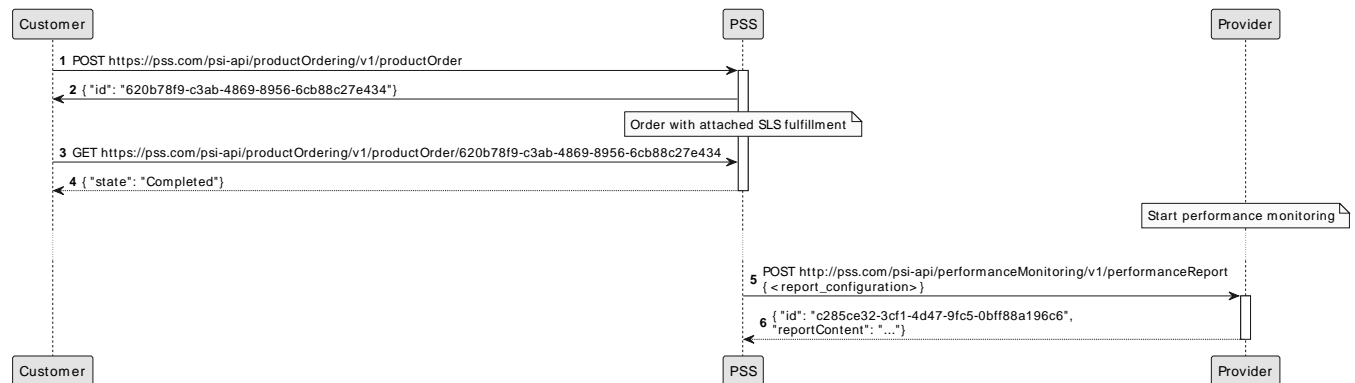 Customer PSS Provider
1 POST https://pss.com/psi-api/productOrdering/v1/productOrder
2 { "id": "620b78f9-c3ab-4869-8956-6cb88c27e434"}
Order with attached SLS fulfillment
3 GET https://pss.com/psi-api/productOrdering/v1/productOrder/620b78f9-c3ab-4869-8956-6cb88c27e434
4 { "state": "Completed"}
Start performance monitoring
5 POST http://pss.com/psi-api/performanceMonitoring/v1/performanceReport
{ <report_configuration> }
6 { "id": "c285ce32-3cf1-4d47-9fc5-0bff88a196c6",
"reportContent": "..."}
Customer PSS Provider